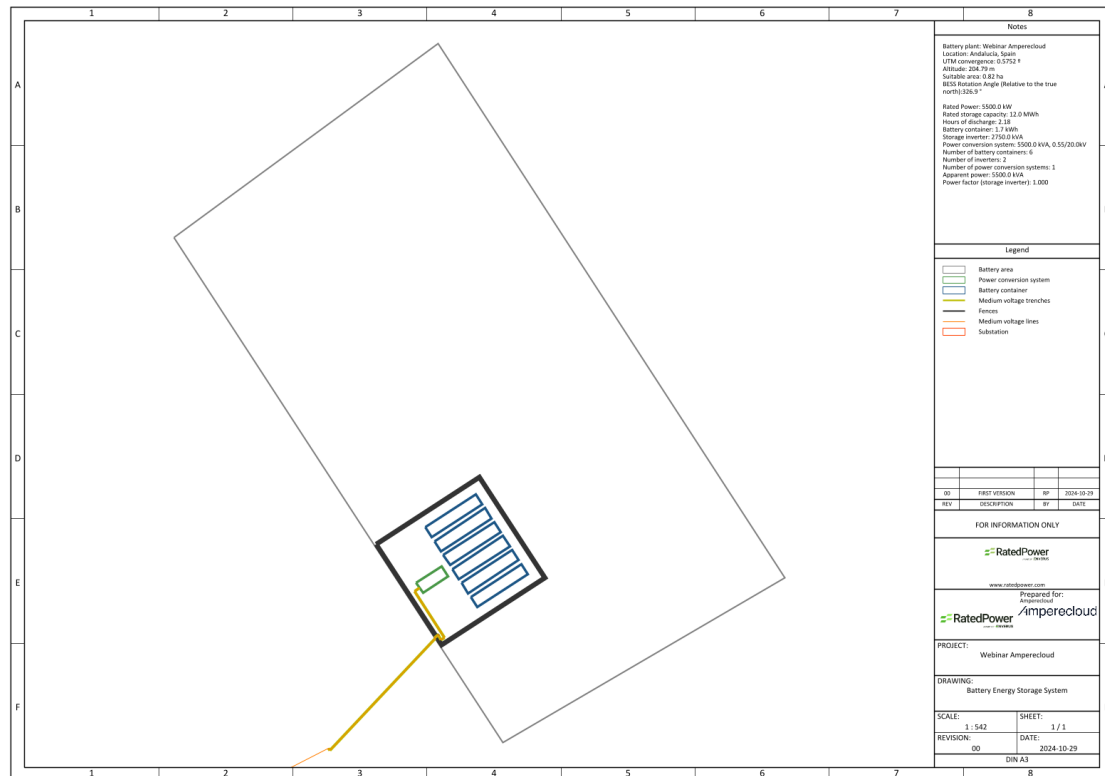 1 2 3 4 5 6 7 8
A
B
C
D
E
F
1 2 3 4 5 6 7 8
Notes
Battery plant: Webinar Amperecloud
Location: Andalucía, Spain
UTM convergence: 0.5752 º
Altitude: 204.79 m
Suitable area: 0.82 ha
BESS Rotation Angle (Relative to the true
north):326.9 °
Rated Power: 5500.0 kW
Rated storage capacity: 12.0 MWh
Hours of discharge: 2.18
Battery container: 1.7 kWh
Storage inverter: 2750.0 kVA
Power conversion system: 5500.0 kVA, 0.55/20.0kV
Number of battery containers: 6
Number of inverters: 2
Number of power conversion systems: 1
Apparent power: 5500.0 kVA
Power factor (storage inverter): 1.000
Legend
Battery area
Power conversion system
Battery container
Medium voltage trenches
Fences
Medium voltage lines
Substation
00 FIRST VERSION RP 2024-10-29
REV DESCRIPTION BY DATE
FOR INFORMATION ONLY
RatedPower
www.ratedpower.com
Prepared for:
Amperecloud
RatedPower Amperecloud
PROJECT:
Webinar Amperecloud
DRAWING:
Battery Energy Storage System
SCALE: SHEET:
1 : 542 1 / 1
REVISION: DATE:
00 2024-10-29
DIN A3